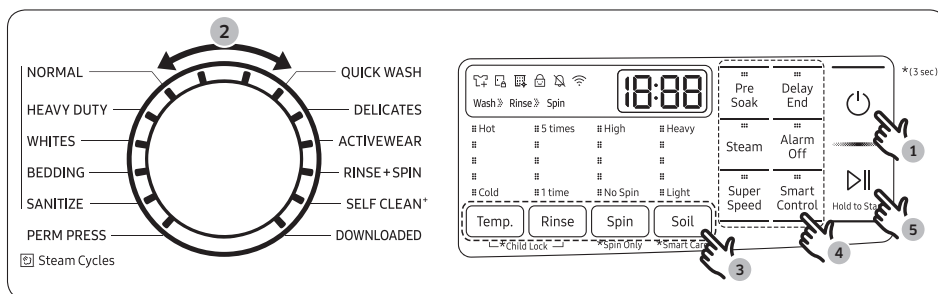 2
NORMAL
HEAVY DUTY
WHITES
BEDDING
SANITIZE
PERM PRESS
Steam Cycles
QUICK WASH
DELICATES
ACTIVEWEAR
RINSE+SPIN
SELF CLEAN+
DOWNLOADED
18:88
Wash》 Rinse》 Spin
Hot 5 times High Heavy
Cold 1 time No Spin Light
Temp. Rinse Spin Soil
*Child Lock *Spin Only *Smart Care
3
Pre
Soak
Delay
End
Steam
Alarm
Off
Super
Speed
Smart
Control
4
*(3 sec)
1
Hold to Start
5